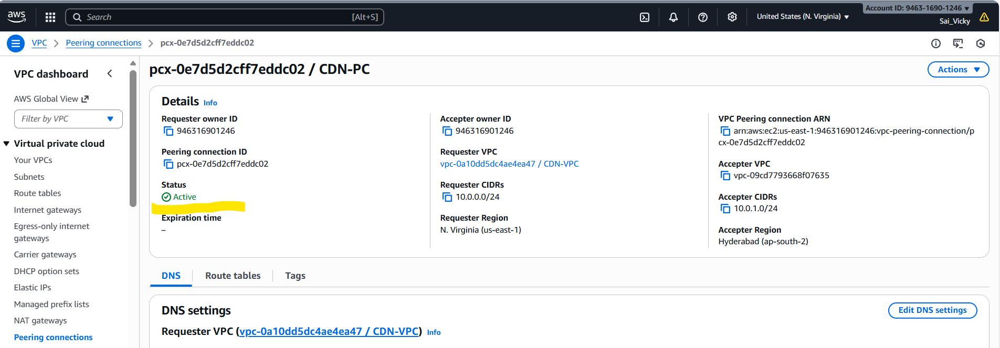 aws
Search [Alt+S]
United States (N. Virginia)
Account ID: 9463-1690-1246
Sai_Vicky
VPC
Peering connections
pcx-0e7d5d2cff7eddc02
VPC dashboard
AWS Global View
Filter by VPC
Virtual private cloud
Your VPCs
Subnets
Route tables
Internet gateways
Egress-only internet
gateways
Carrier gateways
DHCP option sets
Elastic IPs
Managed prefix lists
NAT gateways
Peering connections
pcx-0e7d5d2cff7eddc02 / CDN-PC
Actions
Details Info
Requester owner ID
946316901246
Peering connection ID
pcx-0e7d5d2cff7eddc02
Status
Active
Expiration time
–
Accepter owner ID
946316901246
Requester VPC
vpc-0a10dd5dc4ae4ea47 / CDN-VPC
Requester CIDRs
10.0.0.0/24
Requester Region
N. Virginia (us-east-1)
VPC Peering connection ARN
arn:aws:ec2:us-east-1:946316901246:vpc-peering-connection/p
cx-0e7d5d2cff7eddc02
Accepter VPC
vpc-09cd7793668f07635
Accepter CIDRs
10.0.1.0/24
Accepter Region
Hyderabad (ap-south-2)
DNS
Route tables
Tags
DNS settings
Edit DNS settings
Requester VPC (vpc-0a10dd5dc4ae4ea47 / CDN-VPC) Info